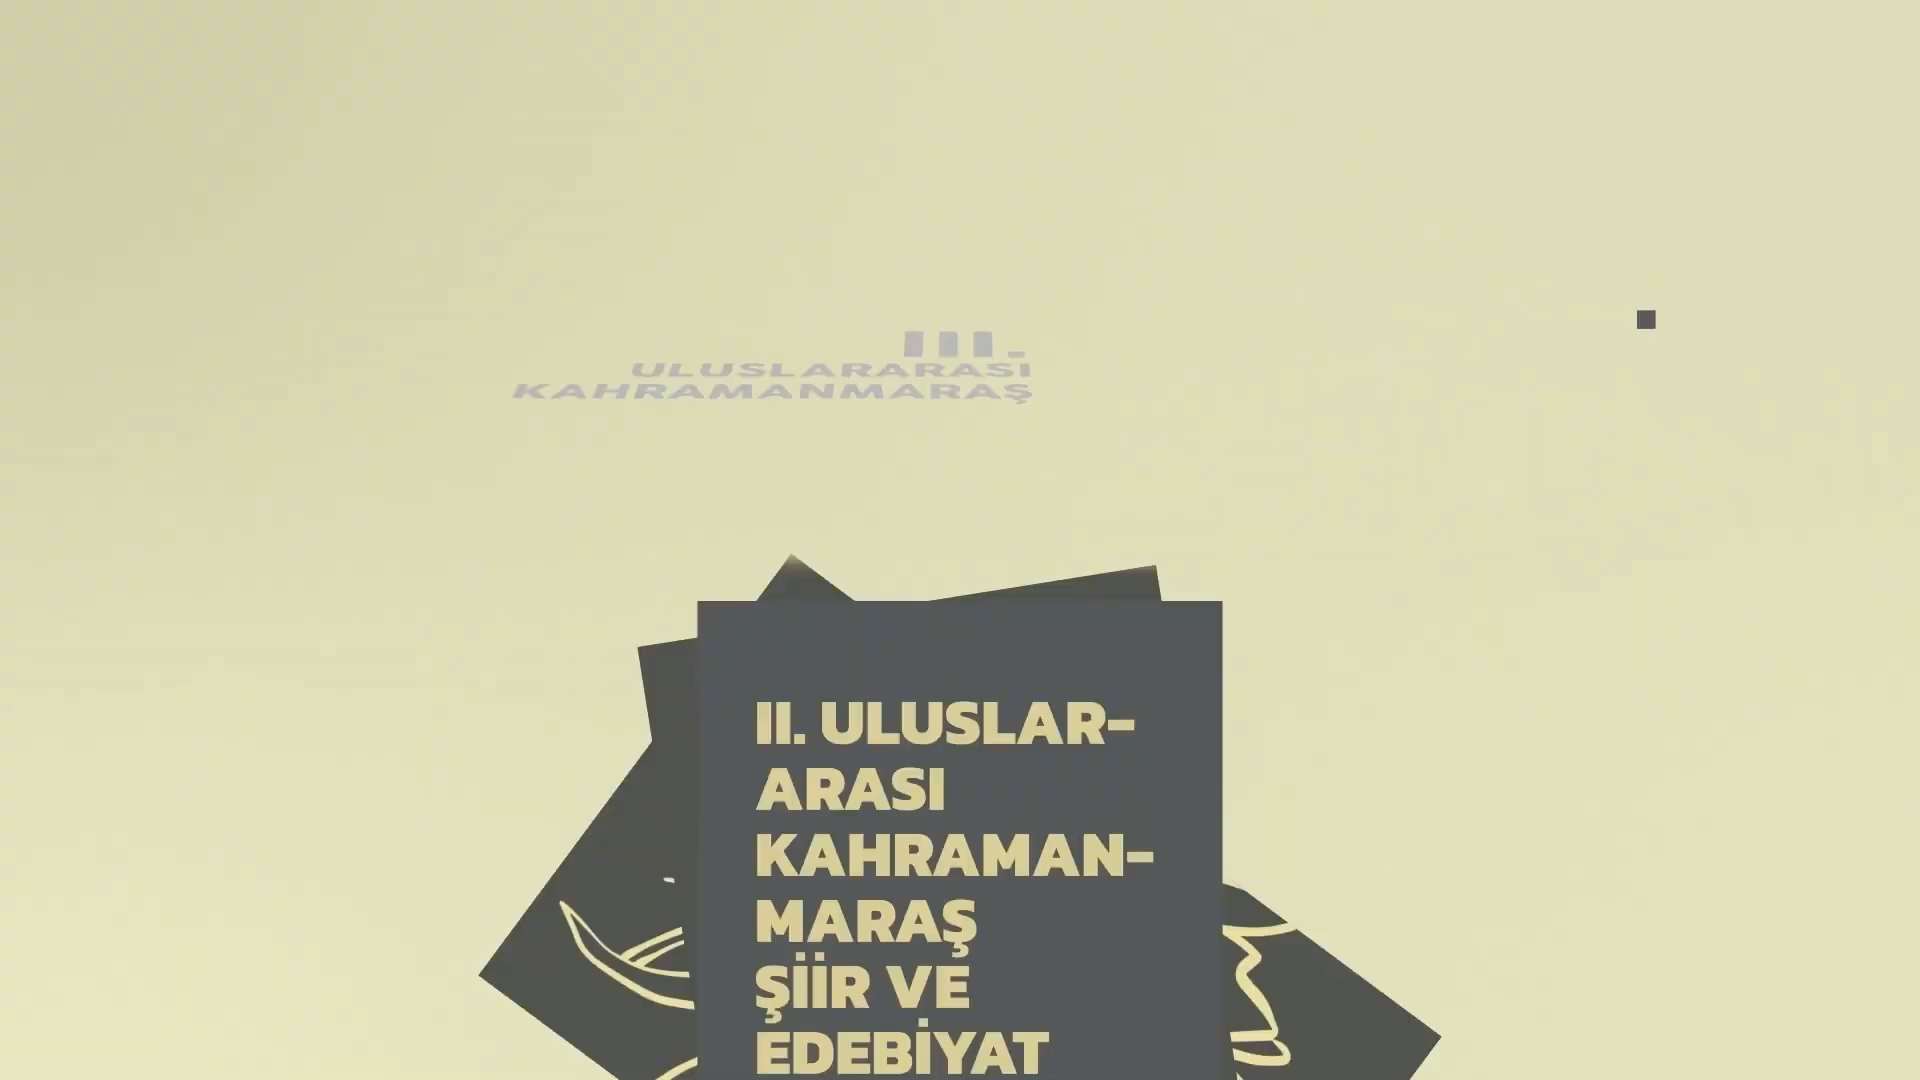 III.
ULUSLARARASI
KAHRAMANMARAŞ
II. ULUSLAR-
ARASI
KAHRAMAN-
MARAŞ
ŞİİR VE
EDEBİYAT